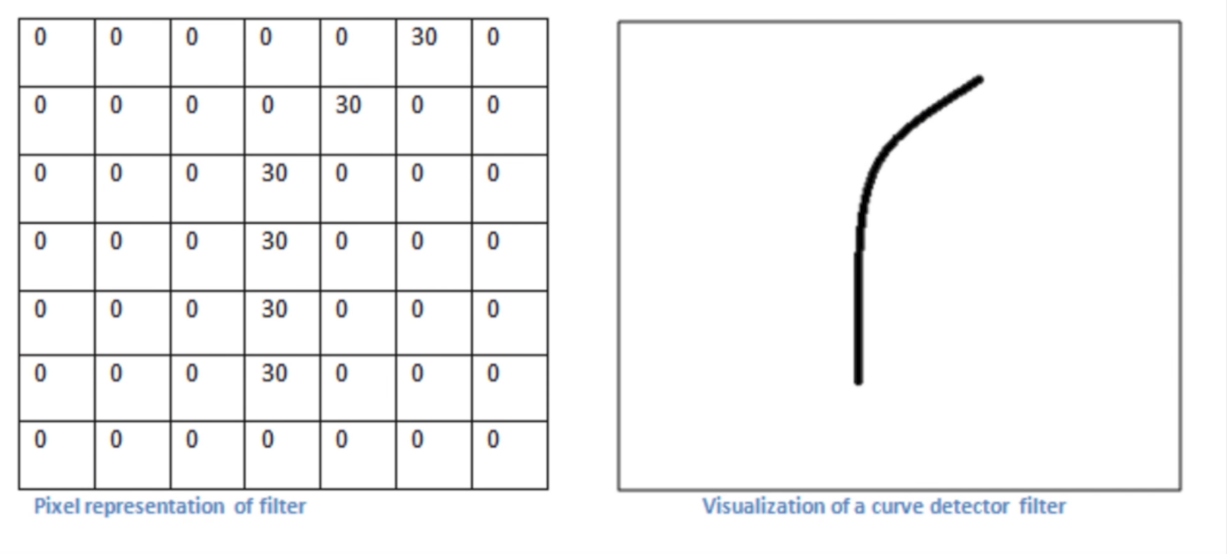 0 0 0 0 0 30 0
0 0 0 0 30 0 0
0 0 0 30 0 0 0
0 0 0 30 0 0 0
0 0 0 30 0 0 0
0 0 0 30 0 0 0
0 0 0 0 0 0 0
Pixel representation of filter
Visualization of a curve detector filter